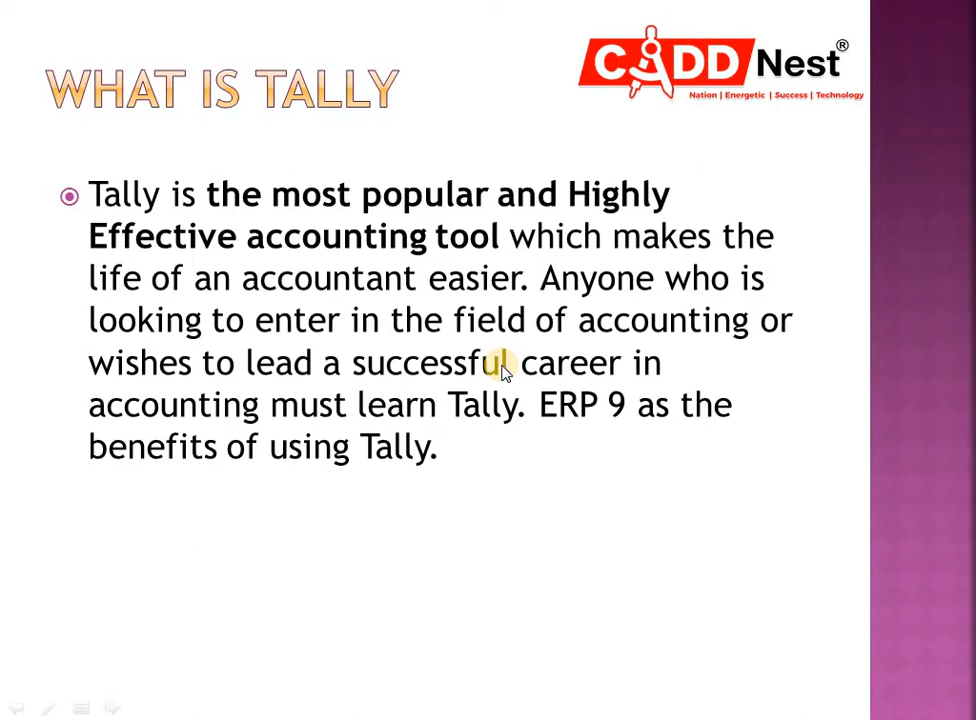 CADD Nest®
Nation | Energetic | Success | Technology
WHAT IS TALLY
Tally is the most popular and Highly
Effective accounting tool which makes the
life of an accountant easier. Anyone who is
looking to enter in the field of accounting or
wishes to lead a successful career in
accounting must learn Tally. ERP 9 as the
benefits of using Tally.